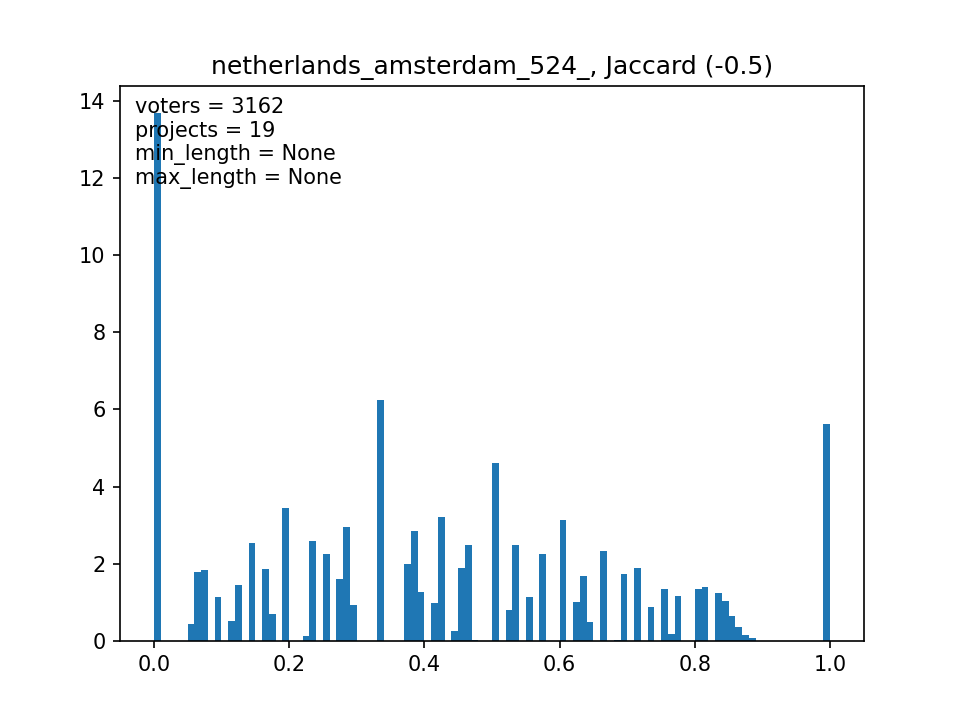 netherlands_amsterdam_524_, Jaccard (-0.5)
voters = 3162
projects = 19
min_length = None
max_length = None
14
12
10
8
6
4
2
0
0.0 0.2 0.4 0.6 0.8 1.0